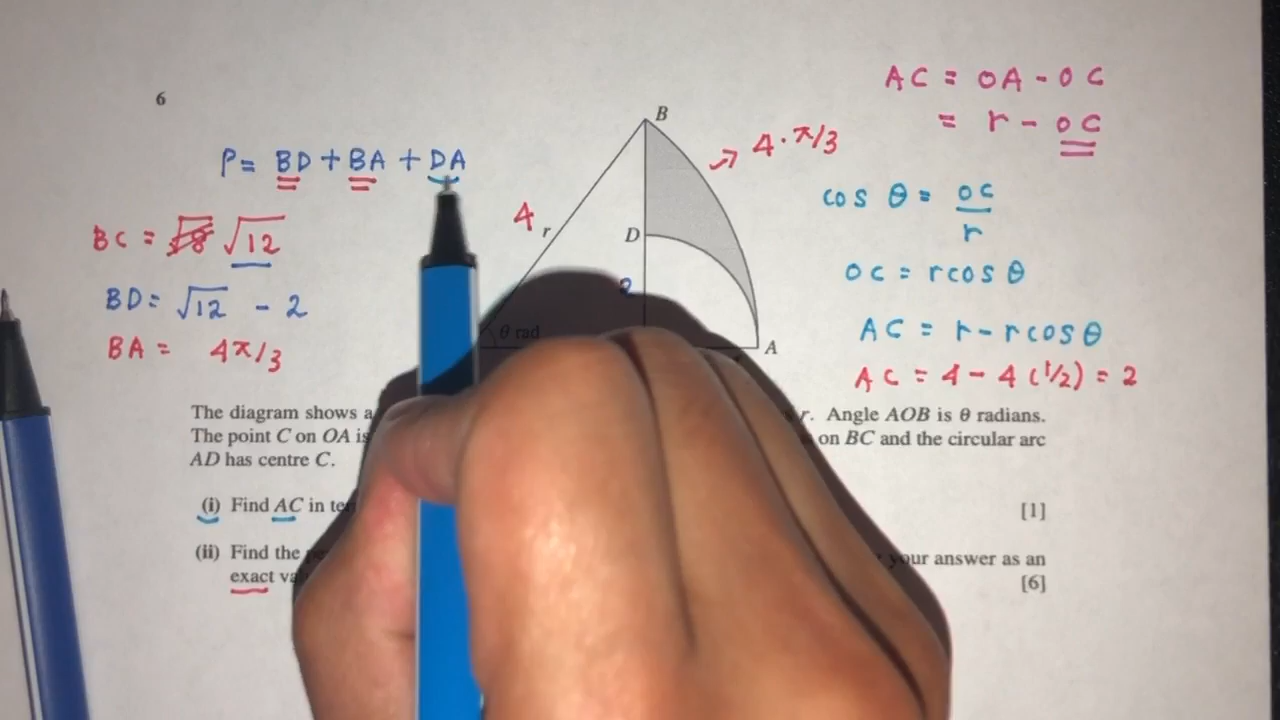 6
P = BD + BA + DA
BC = √18 √12
BD = √12 - 2
BA = 4π/3
B
4 · π/3
4
r
D
2
θ rad
A
AC = OA - OC
= r - OC
cos θ = OC/r
OC = r cos θ
AC = r - r cos θ
AC = 4 - 4 (1/2) = 2
The diagram shows a r. Angle AOB is θ radians.
The point C on OA is on BC and the circular arc
AD has centre C.
(i) Find AC in [1]
(ii) Find the your answer as an
exact [6]